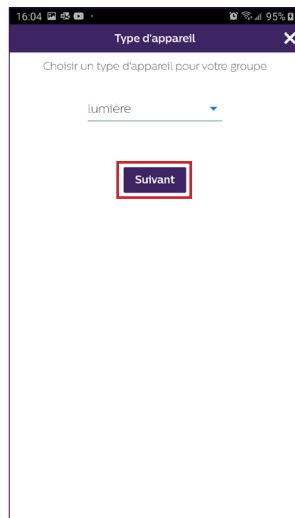 16:04 95%
Type d'appareil
Choisir un type d'appareil pour votre groupe
lumière
Suivant